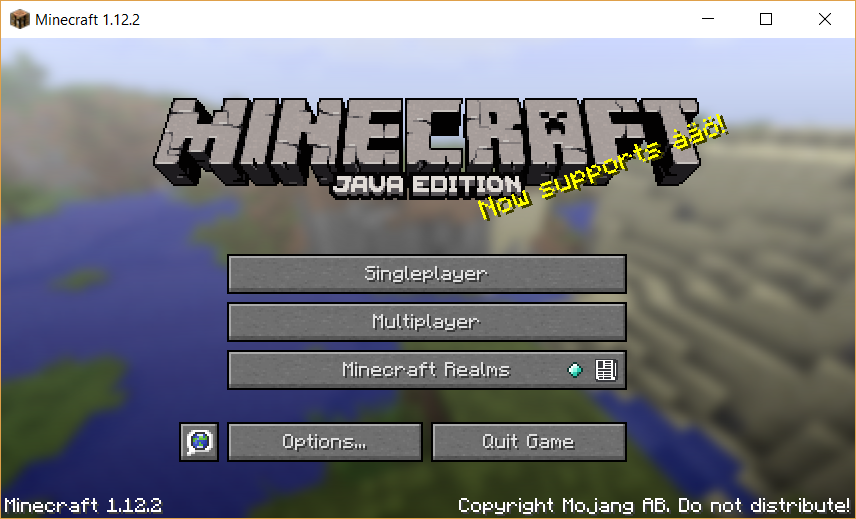 Minecraft 1.12.2
MINECRAFT
JAVA EDITION
Now supports åäö!
Singleplayer
Multiplayer
Minecraft Realms
Options...
Quit Game
Minecraft 1.12.2
Copyright Mojang AB. Do not distribute!